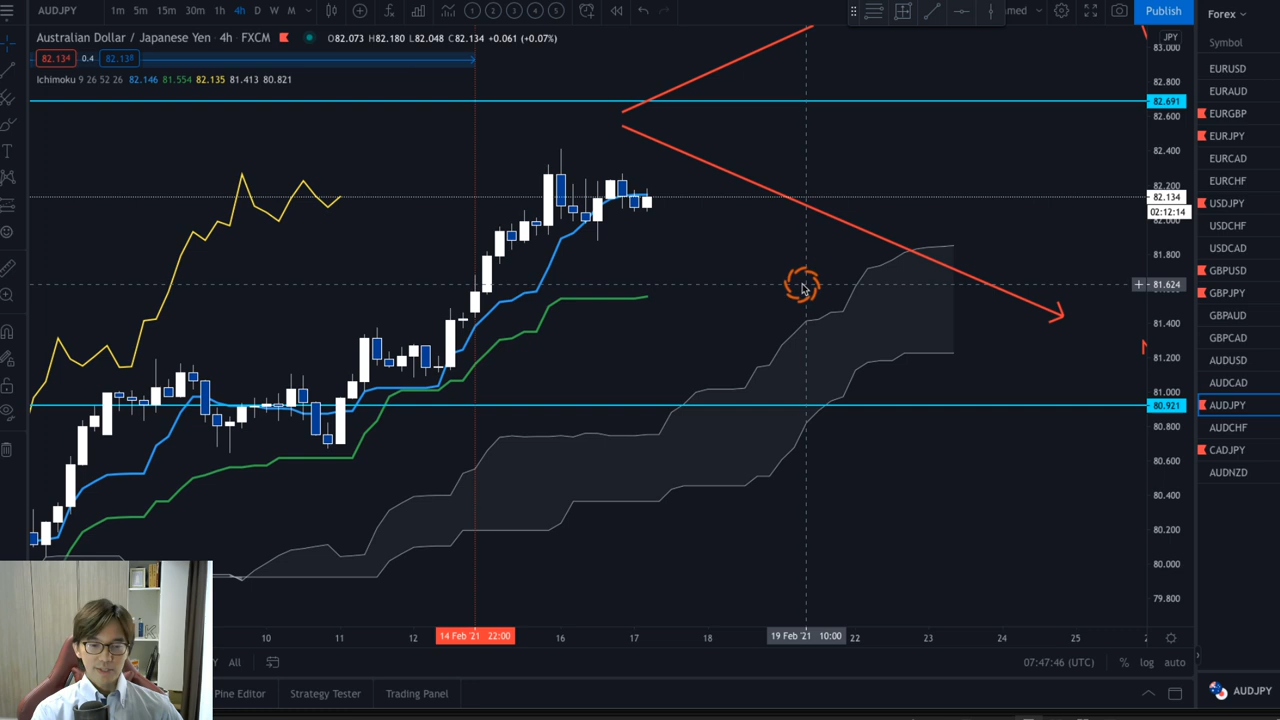 AUDJPY 1m 5m 15m 30m 1h 4h D W M 1 2 3 4 5 Publish Forex
Australian Dollar / Japanese Yen · 4h · FXCM O82.073 H82.180 L82.048 C82.134 +0.061 (+0.07%) JPY
82.134 0.4 82.138
Ichimoku 9 26 52 26 82.146 81.554 82.135 81.413 80.821
83.000
82.800
82.691
82.600
82.400
82.200
82.134
02:12:14
82.000
81.800
81.624
81.400
81.200
81.000
80.921
80.800
80.600
80.400
80.200
80.000
79.800
Symbol
EURUSD
EURAUD
EURGBP
EURJPY
EURCAD
EURCHF
USDJPY
USDCHF
USDCAD
GBPUSD
GBPJPY
GBPAUD
GBPCAD
AUDUSD
AUDCAD
AUDJPY
AUDCHF
CADJPY
AUDNZD
10 11 12 14 Feb '21 22:00 16 17 18 19 Feb '21 10:00 22 23 24 25
All 07:47:46 (UTC) % log auto
Pine Editor Strategy Tester Trading Panel AUDJPY